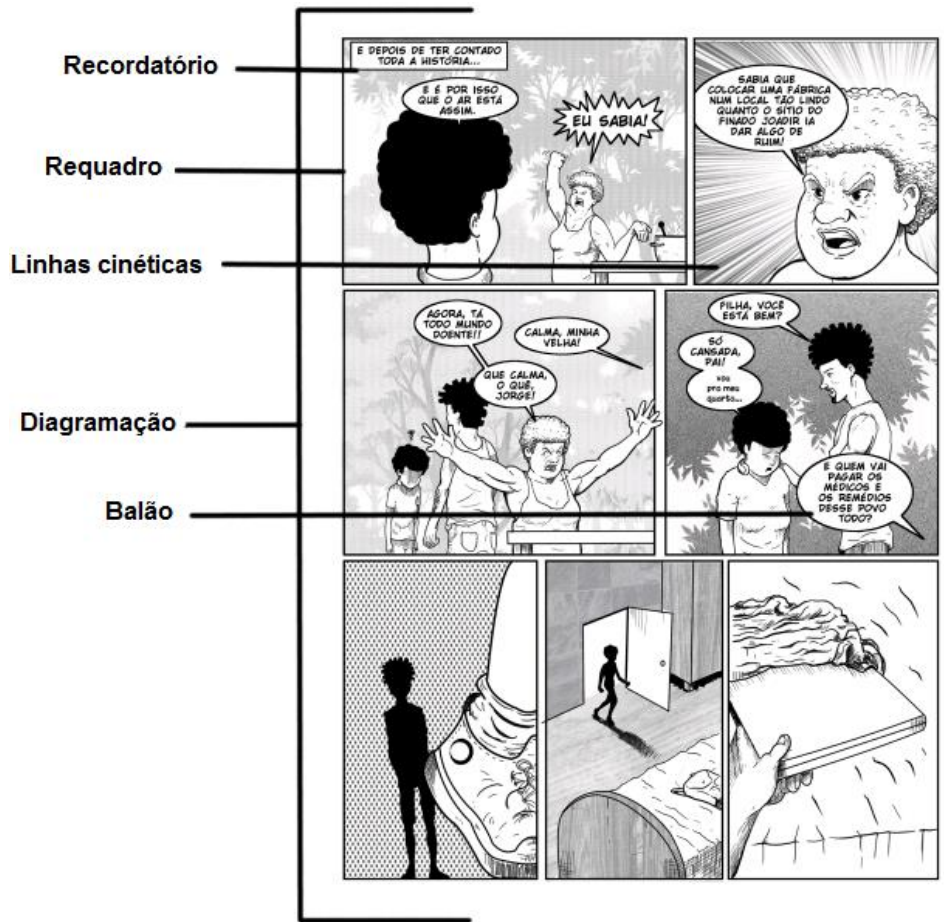 Recordatório
Requadro
Linhas cinéticas
Diagramação
Balão
E DEPOIS DE TER CONTADO
TODA A HISTÓRIA...
E É POR ISSO
QUE O AR ESTÁ
ASSIM.
EU SABIA!
SABIA QUE
COLOCAR UMA FÁBRICA
NUM LOCAL TÃO LINDO
QUANTO O SÍTIO DO
FINADO JOADIR IA
DAR ALGO DE
RUIM!
AGORA, TÁ
TODO MUNDO
DOENTE!!
CALMA, MINHA
VELHA!
QUE CALMA,
O QUÊ,
JORGE!
?
FILHA, VOCÊ
ESTÁ BEM?
SÓ
CANSADA,
PAI!
vou
pro meu
quarto...
E QUEM VAI
PAGAR OS
MÉDICOS E
OS REMÉDIOS
DESSE POVO
TODO?